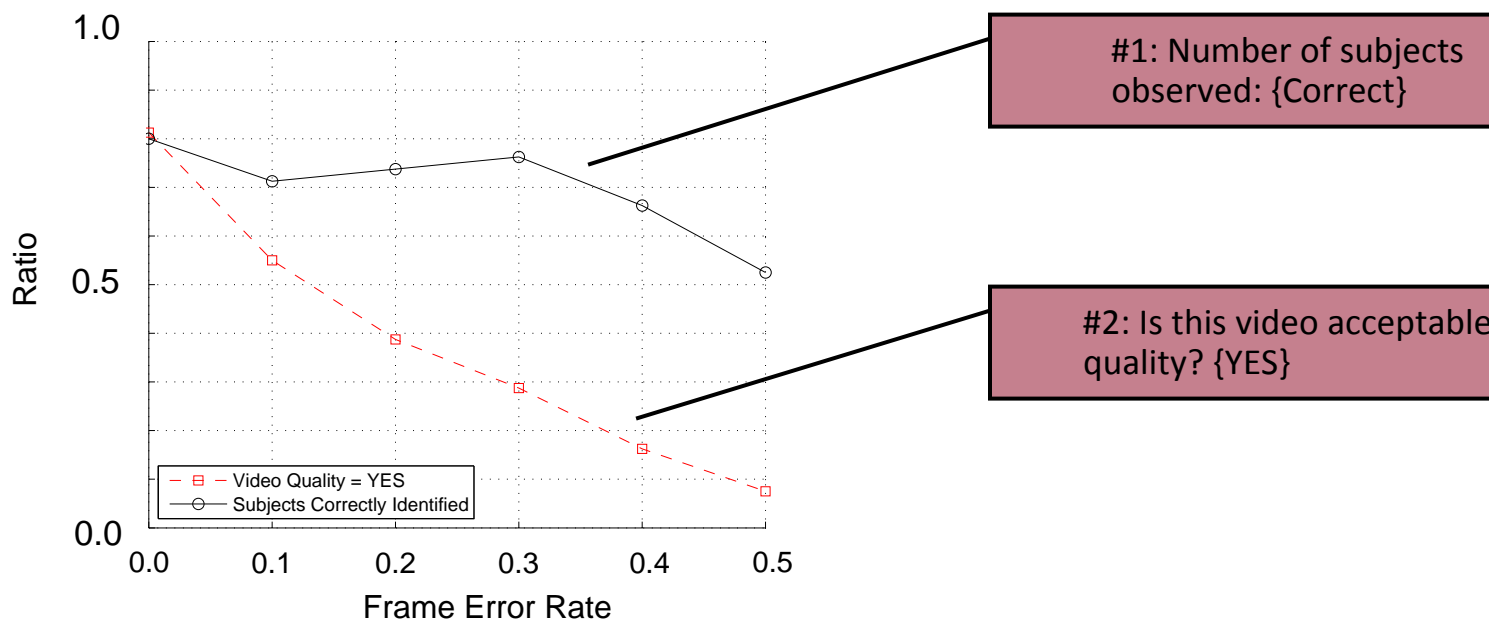 1.0
#1: Number of subjects
observed: {Correct}
Ratio
0.5
#2: Is this video acceptable
quality? {YES}
Video Quality = YES
Subjects Correctly Identified
0.0
0.0 0.1 0.2 0.3 0.4 0.5
Frame Error Rate